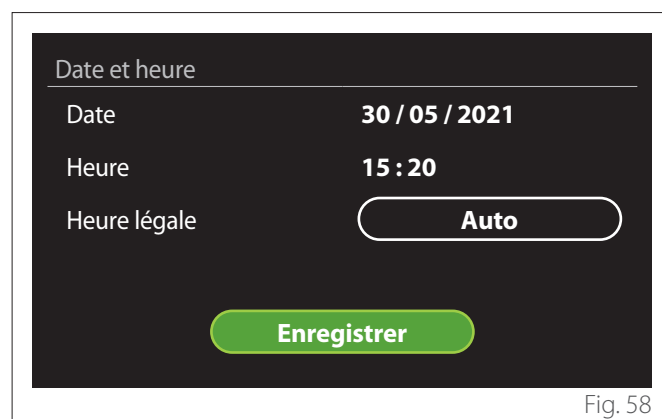 Date et heure
Date 30 / 05 / 2021
Heure 15 : 20
Heure légale Auto
Enregistrer
Fig. 58